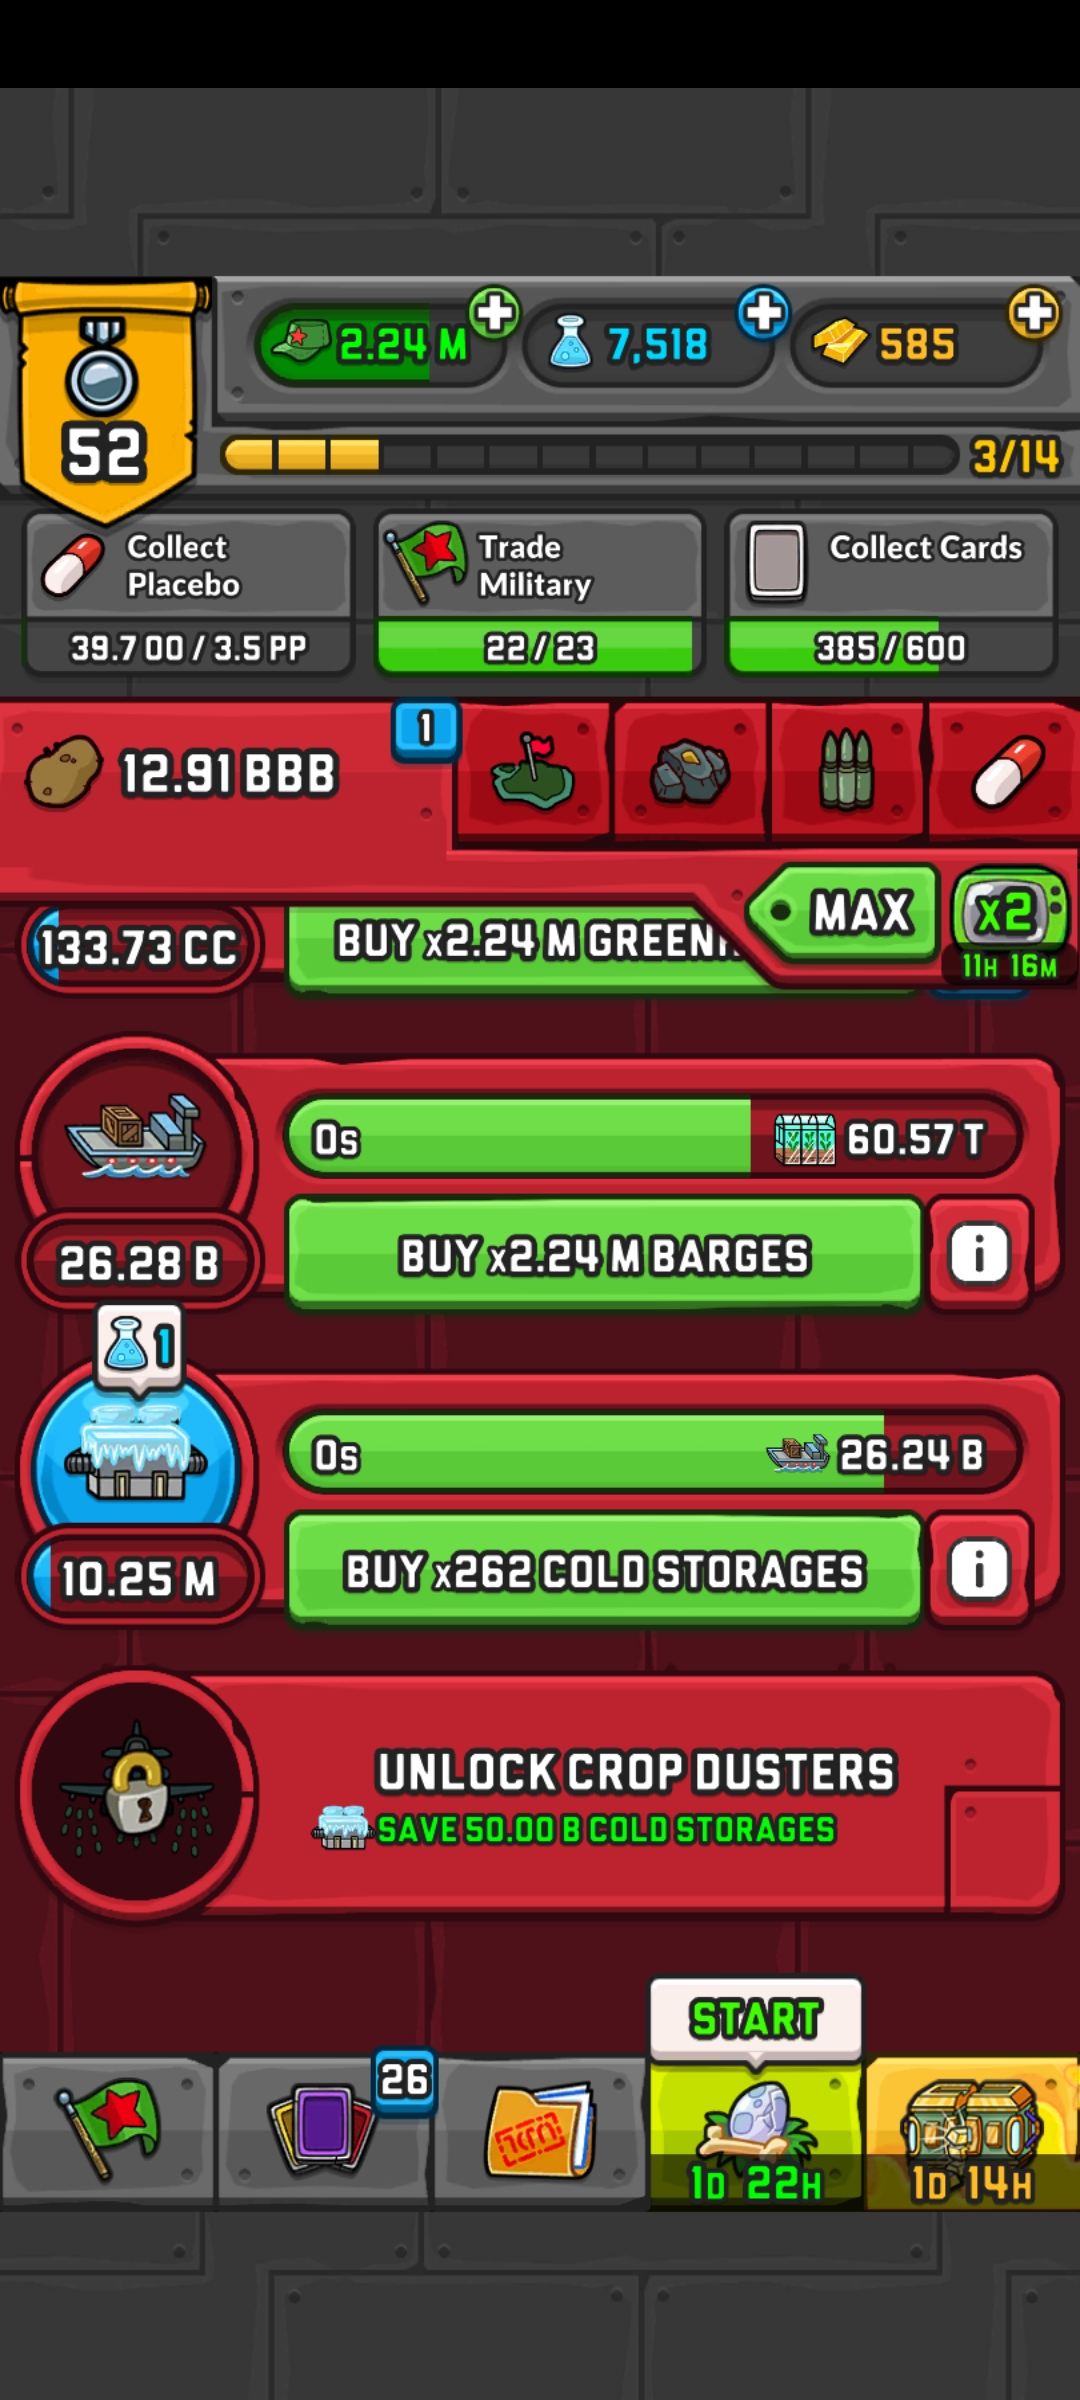 2.24 M
7,518
585
52
3/14
Collect
Placebo
39.7 OO / 3.5 PP
Trade
Military
22 / 23
Collect Cards
385 / 600
12.91 BBB
1
MAX
x2
11H 16M
133.73 CC
BUY x2.24 M GREENH
0s
60.57 T
26.28 B
BUY x2.24 M BARGES
i
1
0s
26.24 B
10.25 M
BUY x262 COLD STORAGES
i
UNLOCK CROP DUSTERS
SAVE 50.00 B COLD STORAGES
START
26
1D 22H
1D 14H